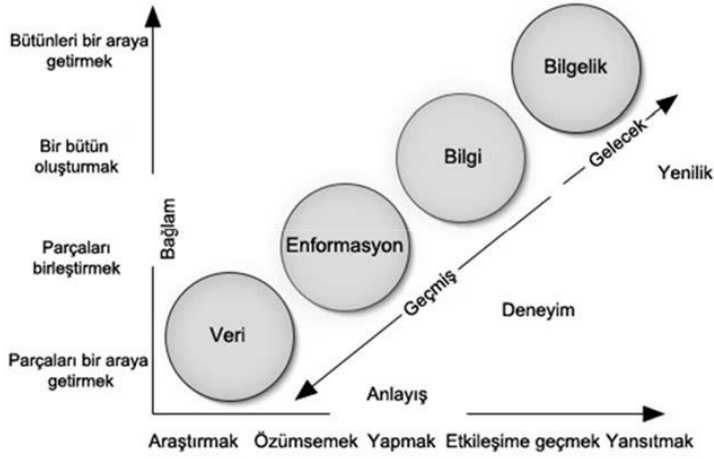 Bütünleri bir araya
getirmek
Bilgelik
Gelecek
Bir bütün
oluşturmak
Bilgi
Yenilik
Bağlam
Parçaları
birleştirmek
Enformasyon
Geçmiş
Deneyim
Veri
Parçaları bir araya
getirmek
Anlayış
Araştırmak Özümsemek Yapmak Etkileşime geçmek Yansıtmak